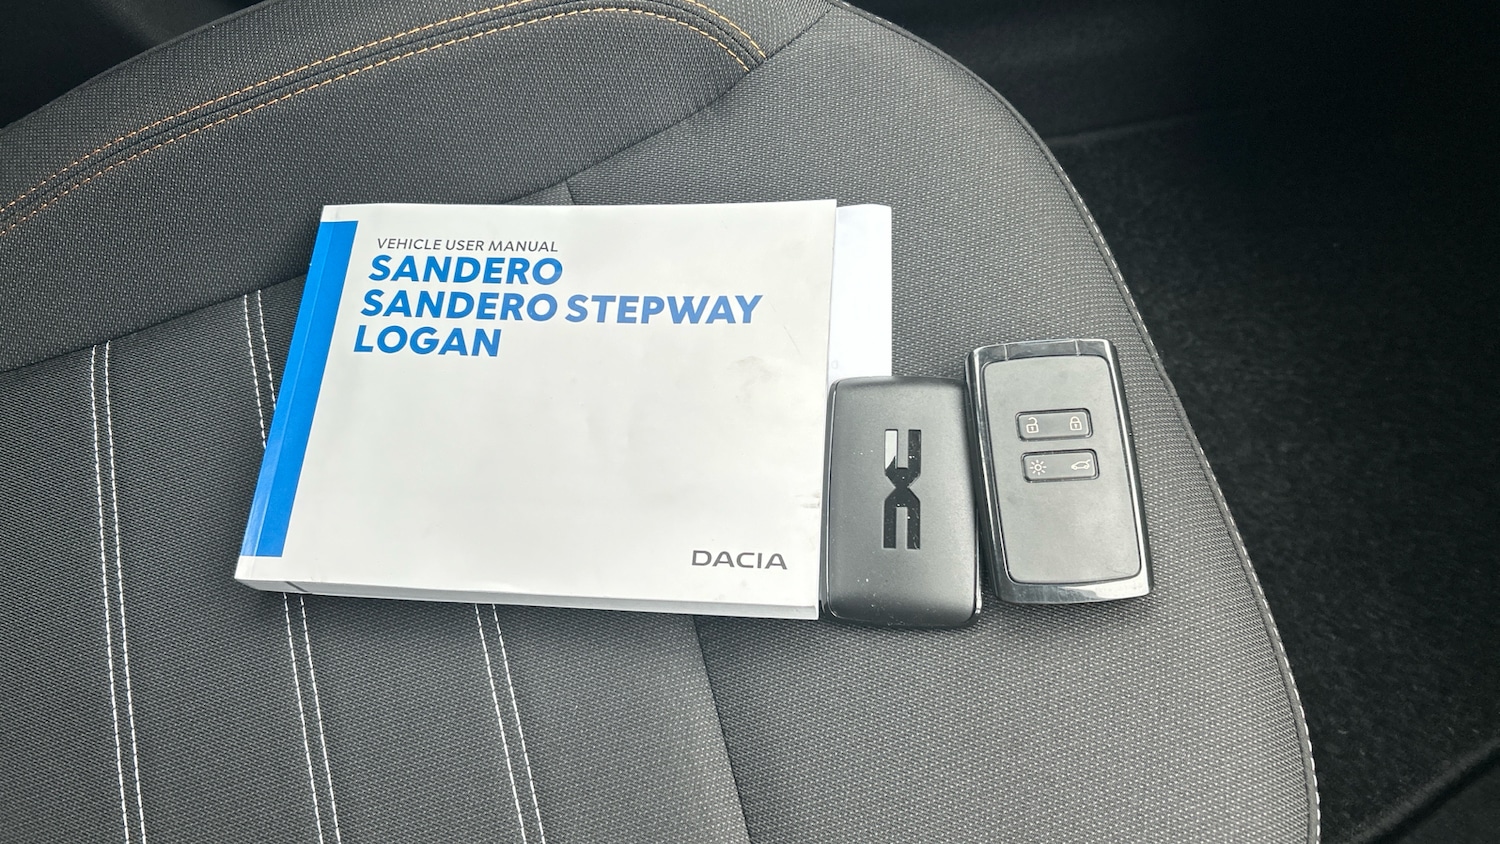 VEHICLE USER MANUAL
SANDERO
SANDERO STEPWAY
LOGAN
DACIA